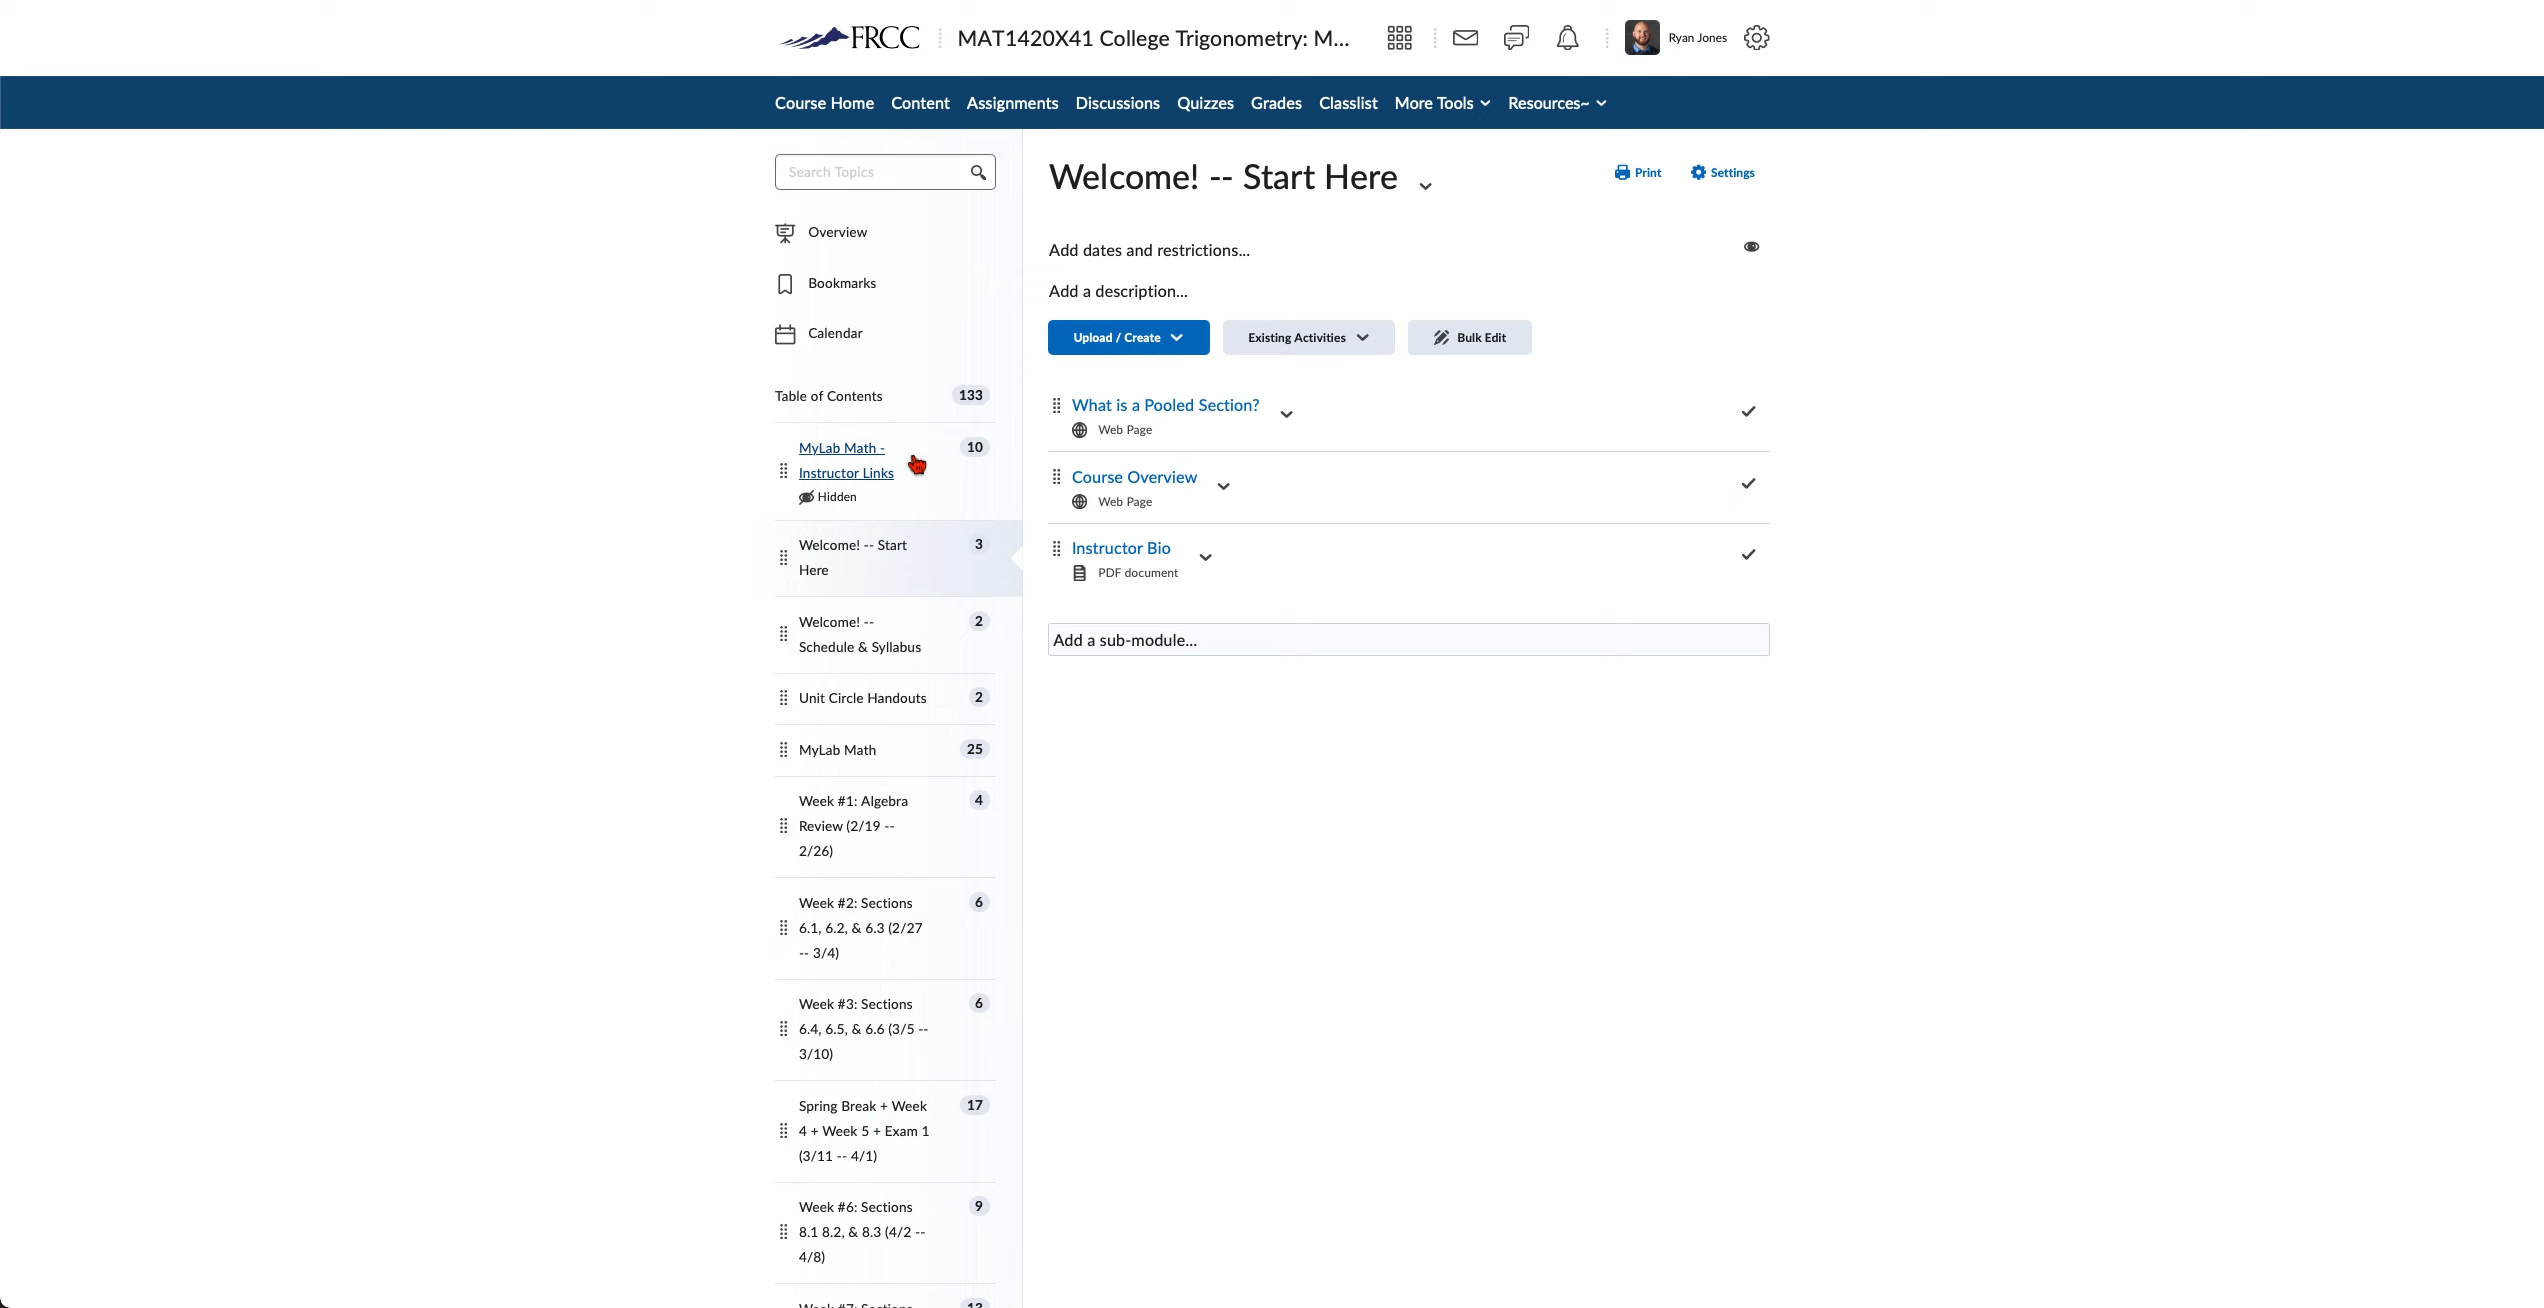 FRCC
MAT1420X41 College Trigonometry: M...
Ryan Jones
Course Home
Content
Assignments
Discussions
Quizzes
Grades
Classlist
More Tools
Resources~
Search Topics
Overview
Bookmarks
Calendar
Table of Contents
133
MyLab Math -
10
Instructor Links
Hidden
Welcome! -- Start
3
Here
Welcome! --
2
Schedule & Syllabus
Unit Circle Handouts
2
MyLab Math
25
Week #1: Algebra
4
Review (2/19 --
2/26)
Week #2: Sections
6
6.1, 6.2, & 6.3 (2/27
-- 3/4)
Week #3: Sections
6
6.4, 6.5, & 6.6 (3/5 --
3/10)
Spring Break + Week
17
4 + Week 5 + Exam 1
(3/11 -- 4/1)
Week #6: Sections
9
8.1 8.2, & 8.3 (4/2 --
4/8)
Week #7: Sections
13
Welcome! -- Start Here
Print
Settings
Add dates and restrictions...
Add a description...
Upload / Create
Existing Activities
Bulk Edit
What is a Pooled Section?
Web Page
Course Overview
Web Page
Instructor Bio
PDF document
Add a sub-module...